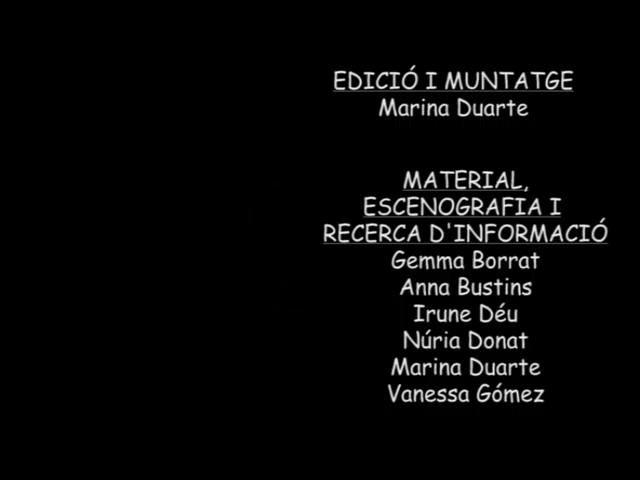 EDICIÓ I MUNTATGE
Marina Duarte
MATERIAL,
ESCENOGRAFIA I
RECERCA D'INFORMACIÓ
Gemma Borrat
Anna Bustins
Irune Déu
Núria Donat
Marina Duarte
Vanessa Gómez